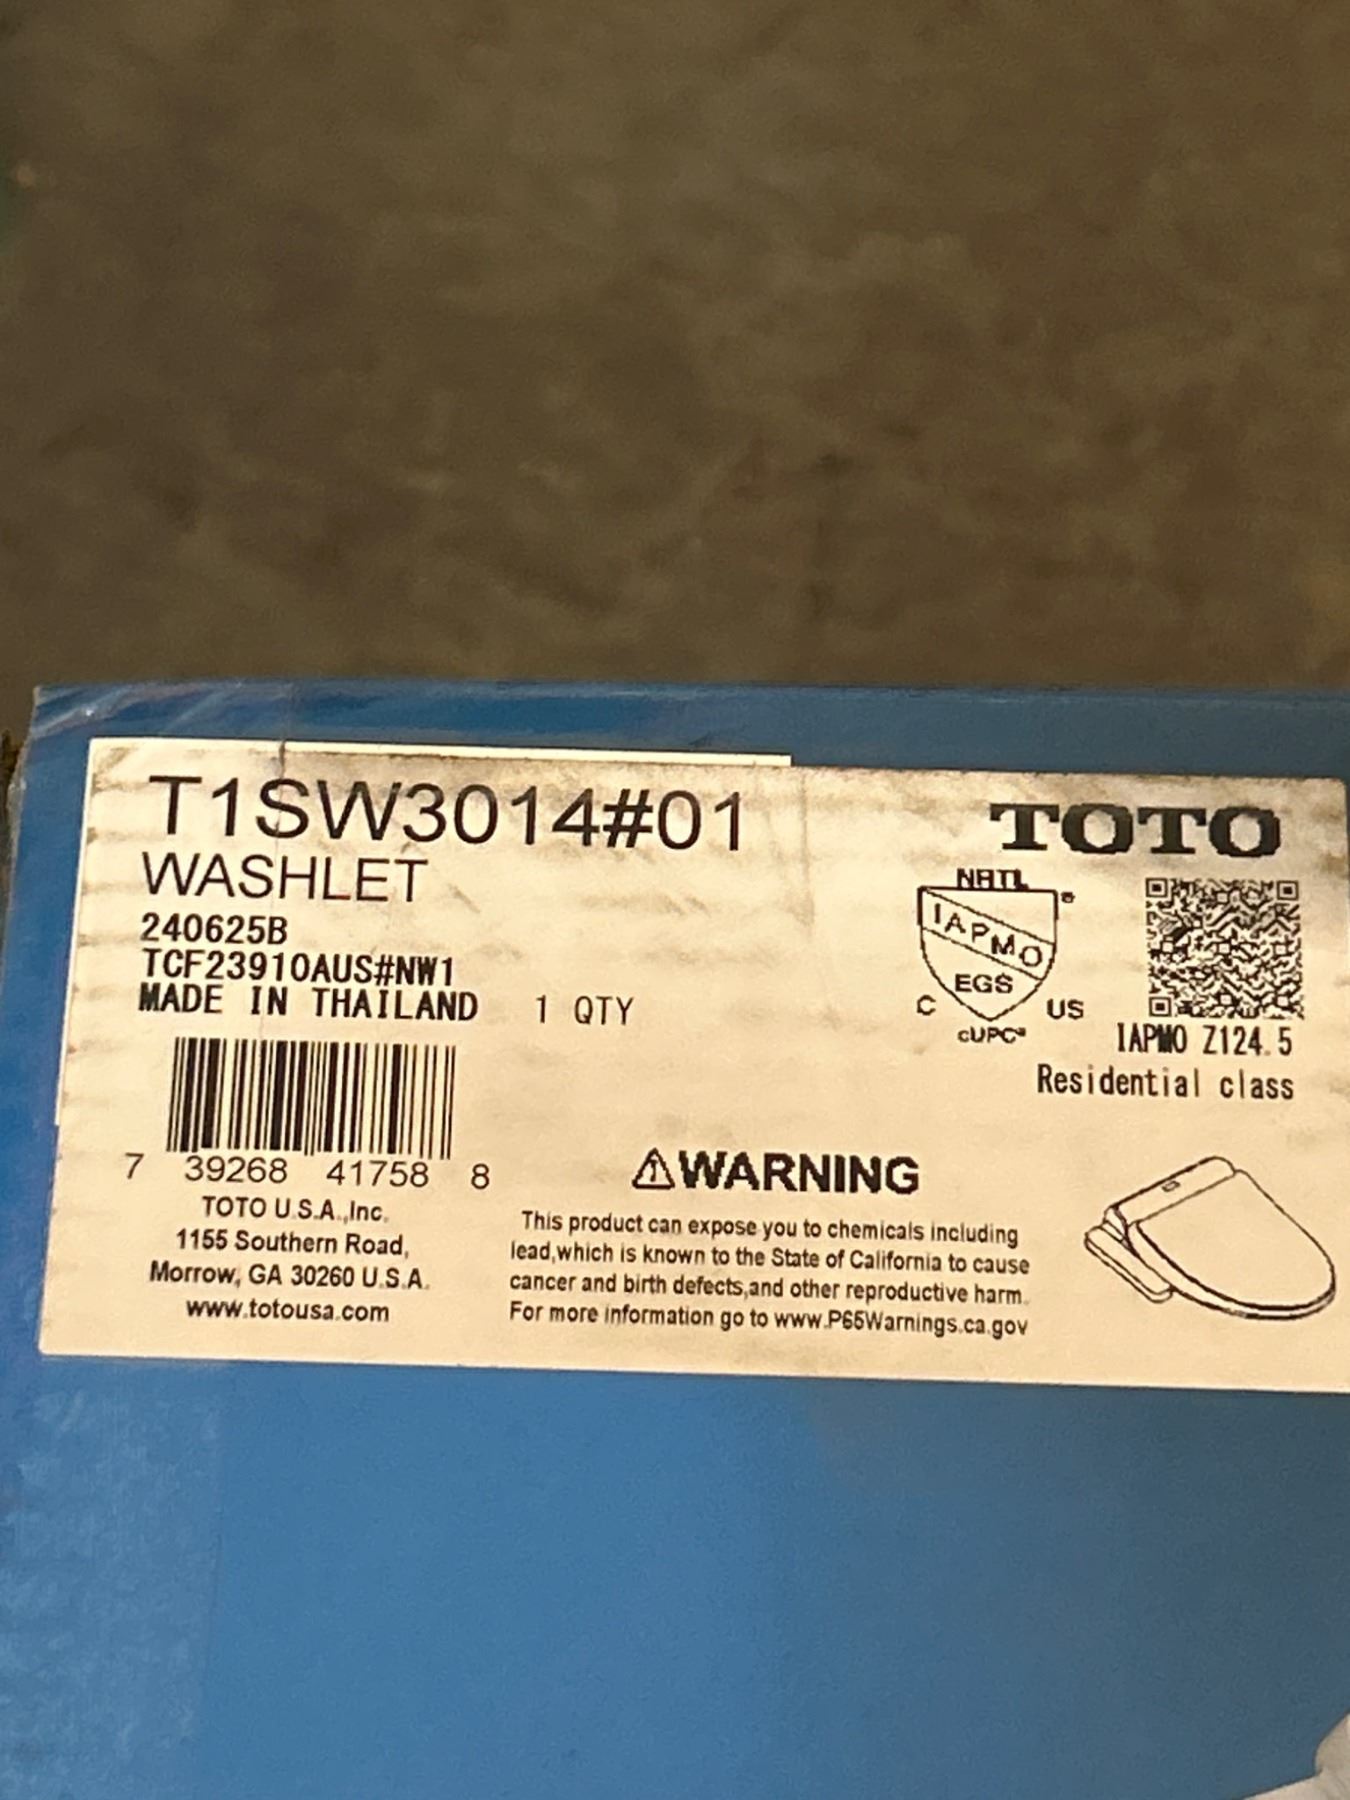 T1SW3014#01
WASHLET
240625B
TCF23910AUS#NW1
MADE IN THAILAND 1 QTY
7 39268 41758 8
TOTO U.S.A.,Inc.
1155 Southern Road,
Morrow, GA 30260 U.S.A.
www.totousa.com
TOTO
NRTL
®
IAPMO
EGS
C US
cUPC®
IAPMO Z124.5
Residential class
⚠WARNING
This product can expose you to chemicals including
lead,which is known to the State of California to cause
cancer and birth defects,and other reproductive harm.
For more information go to www.P65Warnings.ca.gov